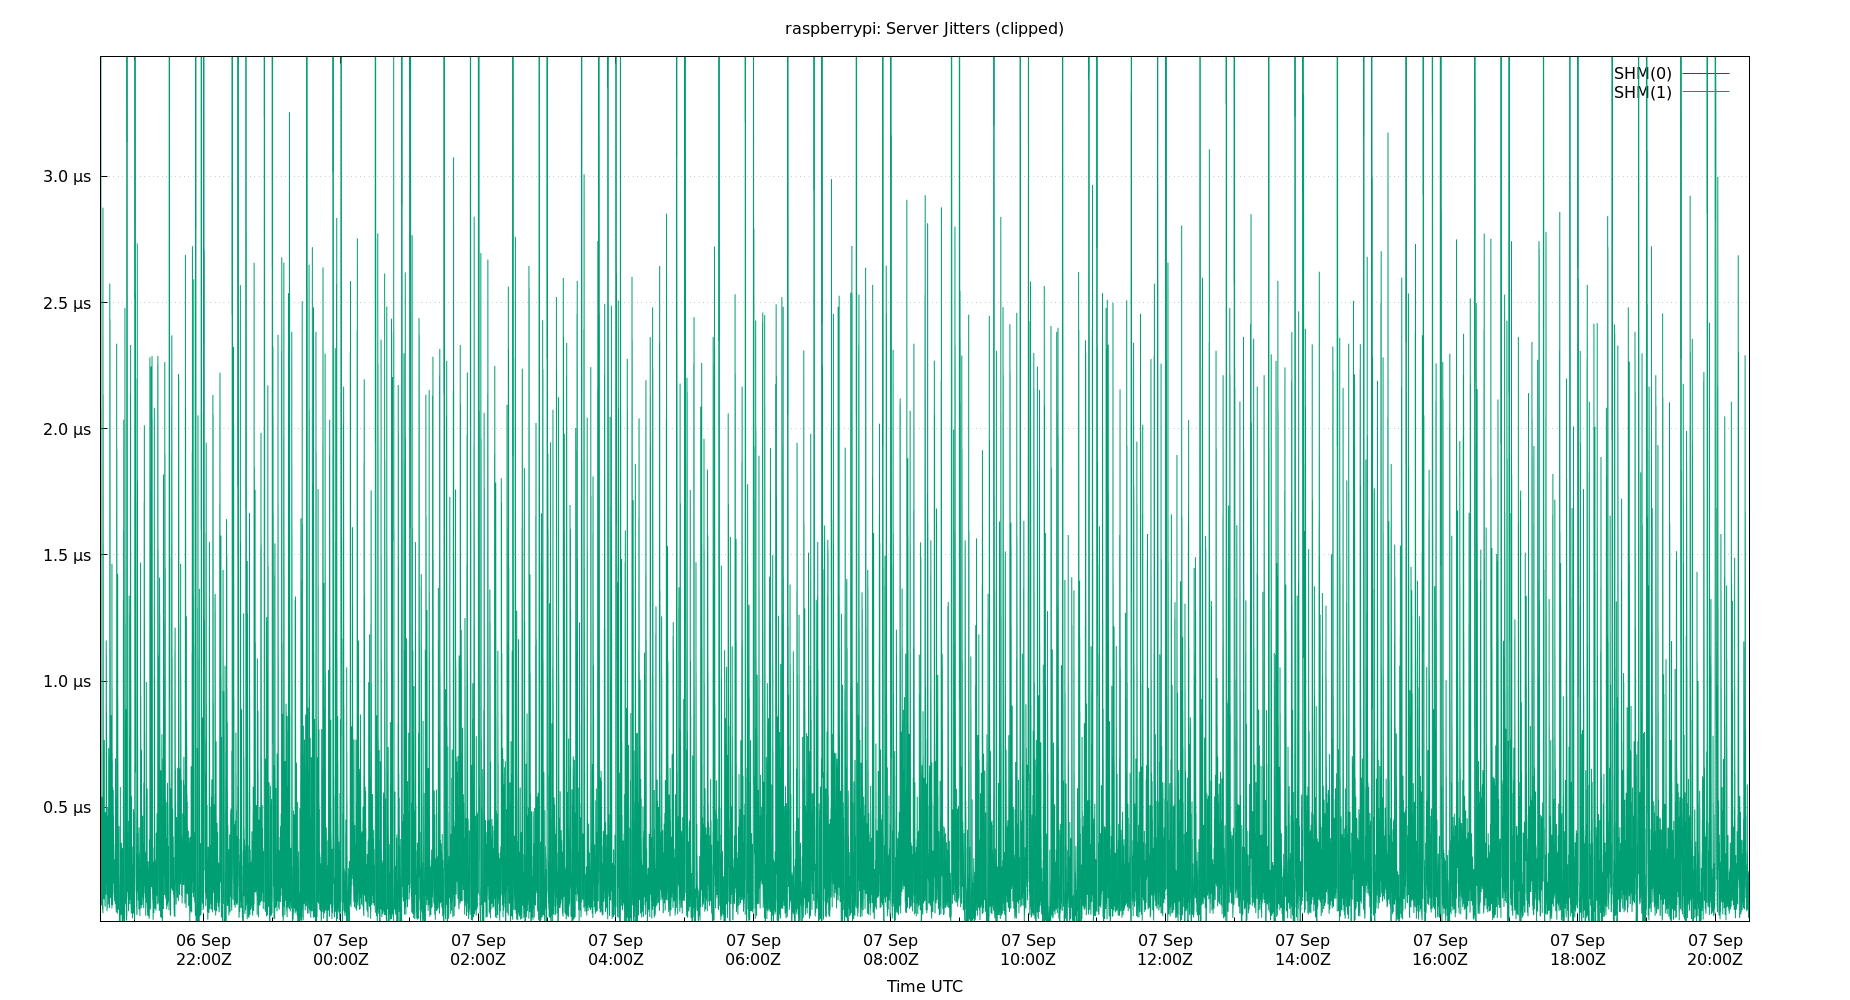 raspberrypi: Server Jitters (clipped)
SHM(0)
SHM(1)
3.0 µs
2.5 µs
2.0 µs
1.5 µs
1.0 µs
0.5 µs
06 Sep 07 Sep 07 Sep 07 Sep 07 Sep 07 Sep 07 Sep 07 Sep 07 Sep 07 Sep 07 Sep 07 Sep
22:00Z 00:00Z 02:00Z 04:00Z 06:00Z 08:00Z 10:00Z 12:00Z 14:00Z 16:00Z 18:00Z 20:00Z
Time UTC